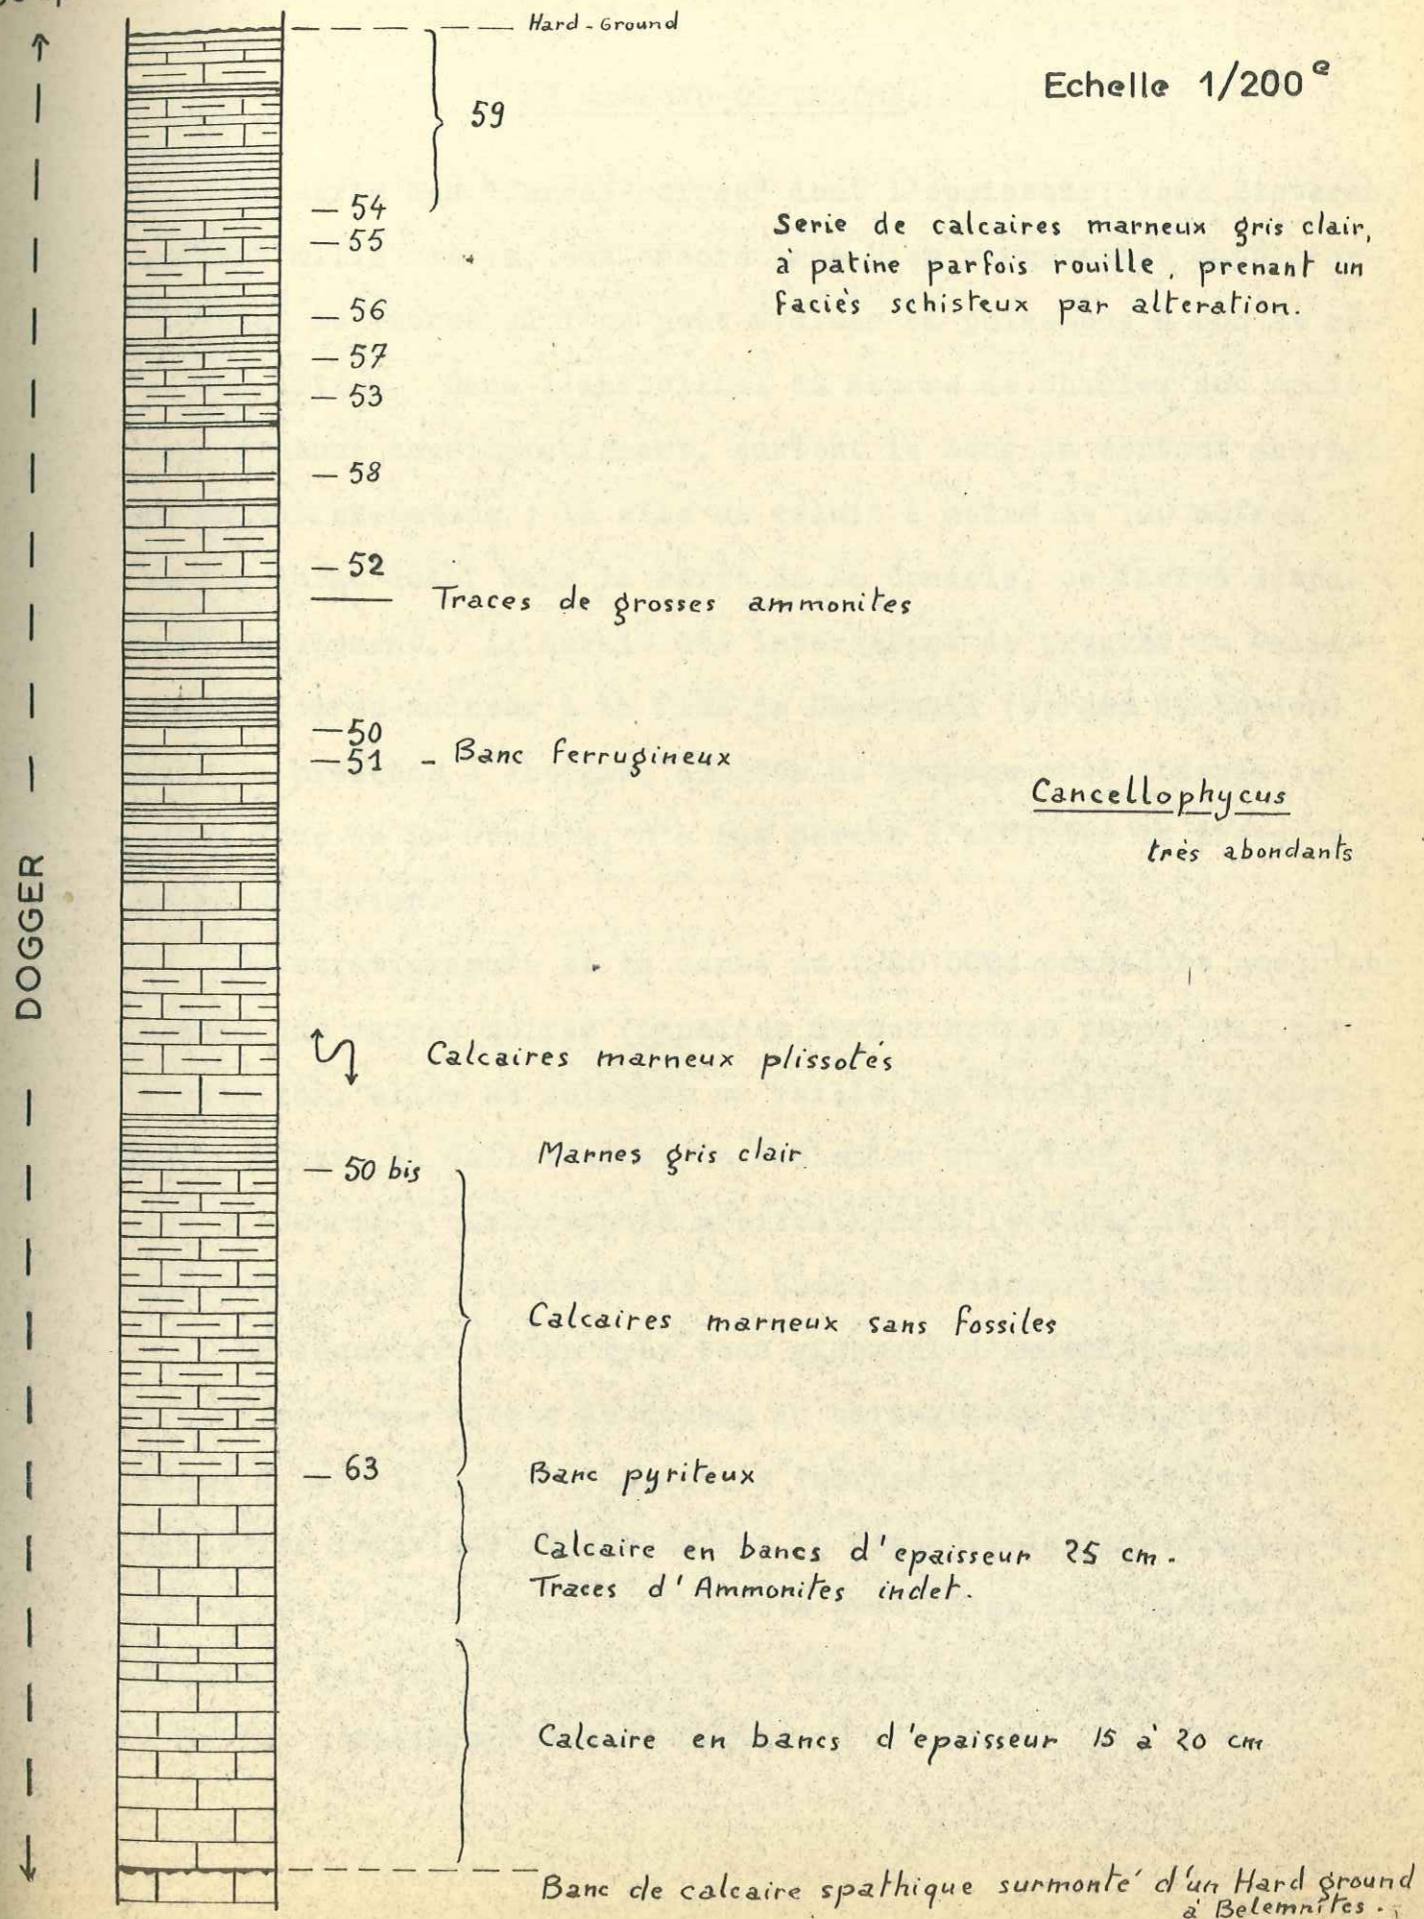 Hard-Ground
Echelle 1/200e
59
54
55
Serie de calcaires marneux gris clair,
à patine parfois rouille, prenant un
faciès schisteux par alteration.
56
57
53
58
52
Traces de grosses ammonites
50
51 - Banc ferrugineux
Cancellophycus
très abondants
DOGGER
Calcaires marneux plissotés
Marnes gris clair
50 bis
Calcaires marneux sans fossiles
63
Banc pyriteux
Calcaire en bancs d'epaisseur 25 cm.
Traces d'Ammonites indet.
Calcaire en bancs d'epaisseur 15 à 20 cm
Banc de calcaire spathique surmonté d'un Hard ground
à Belemnites.